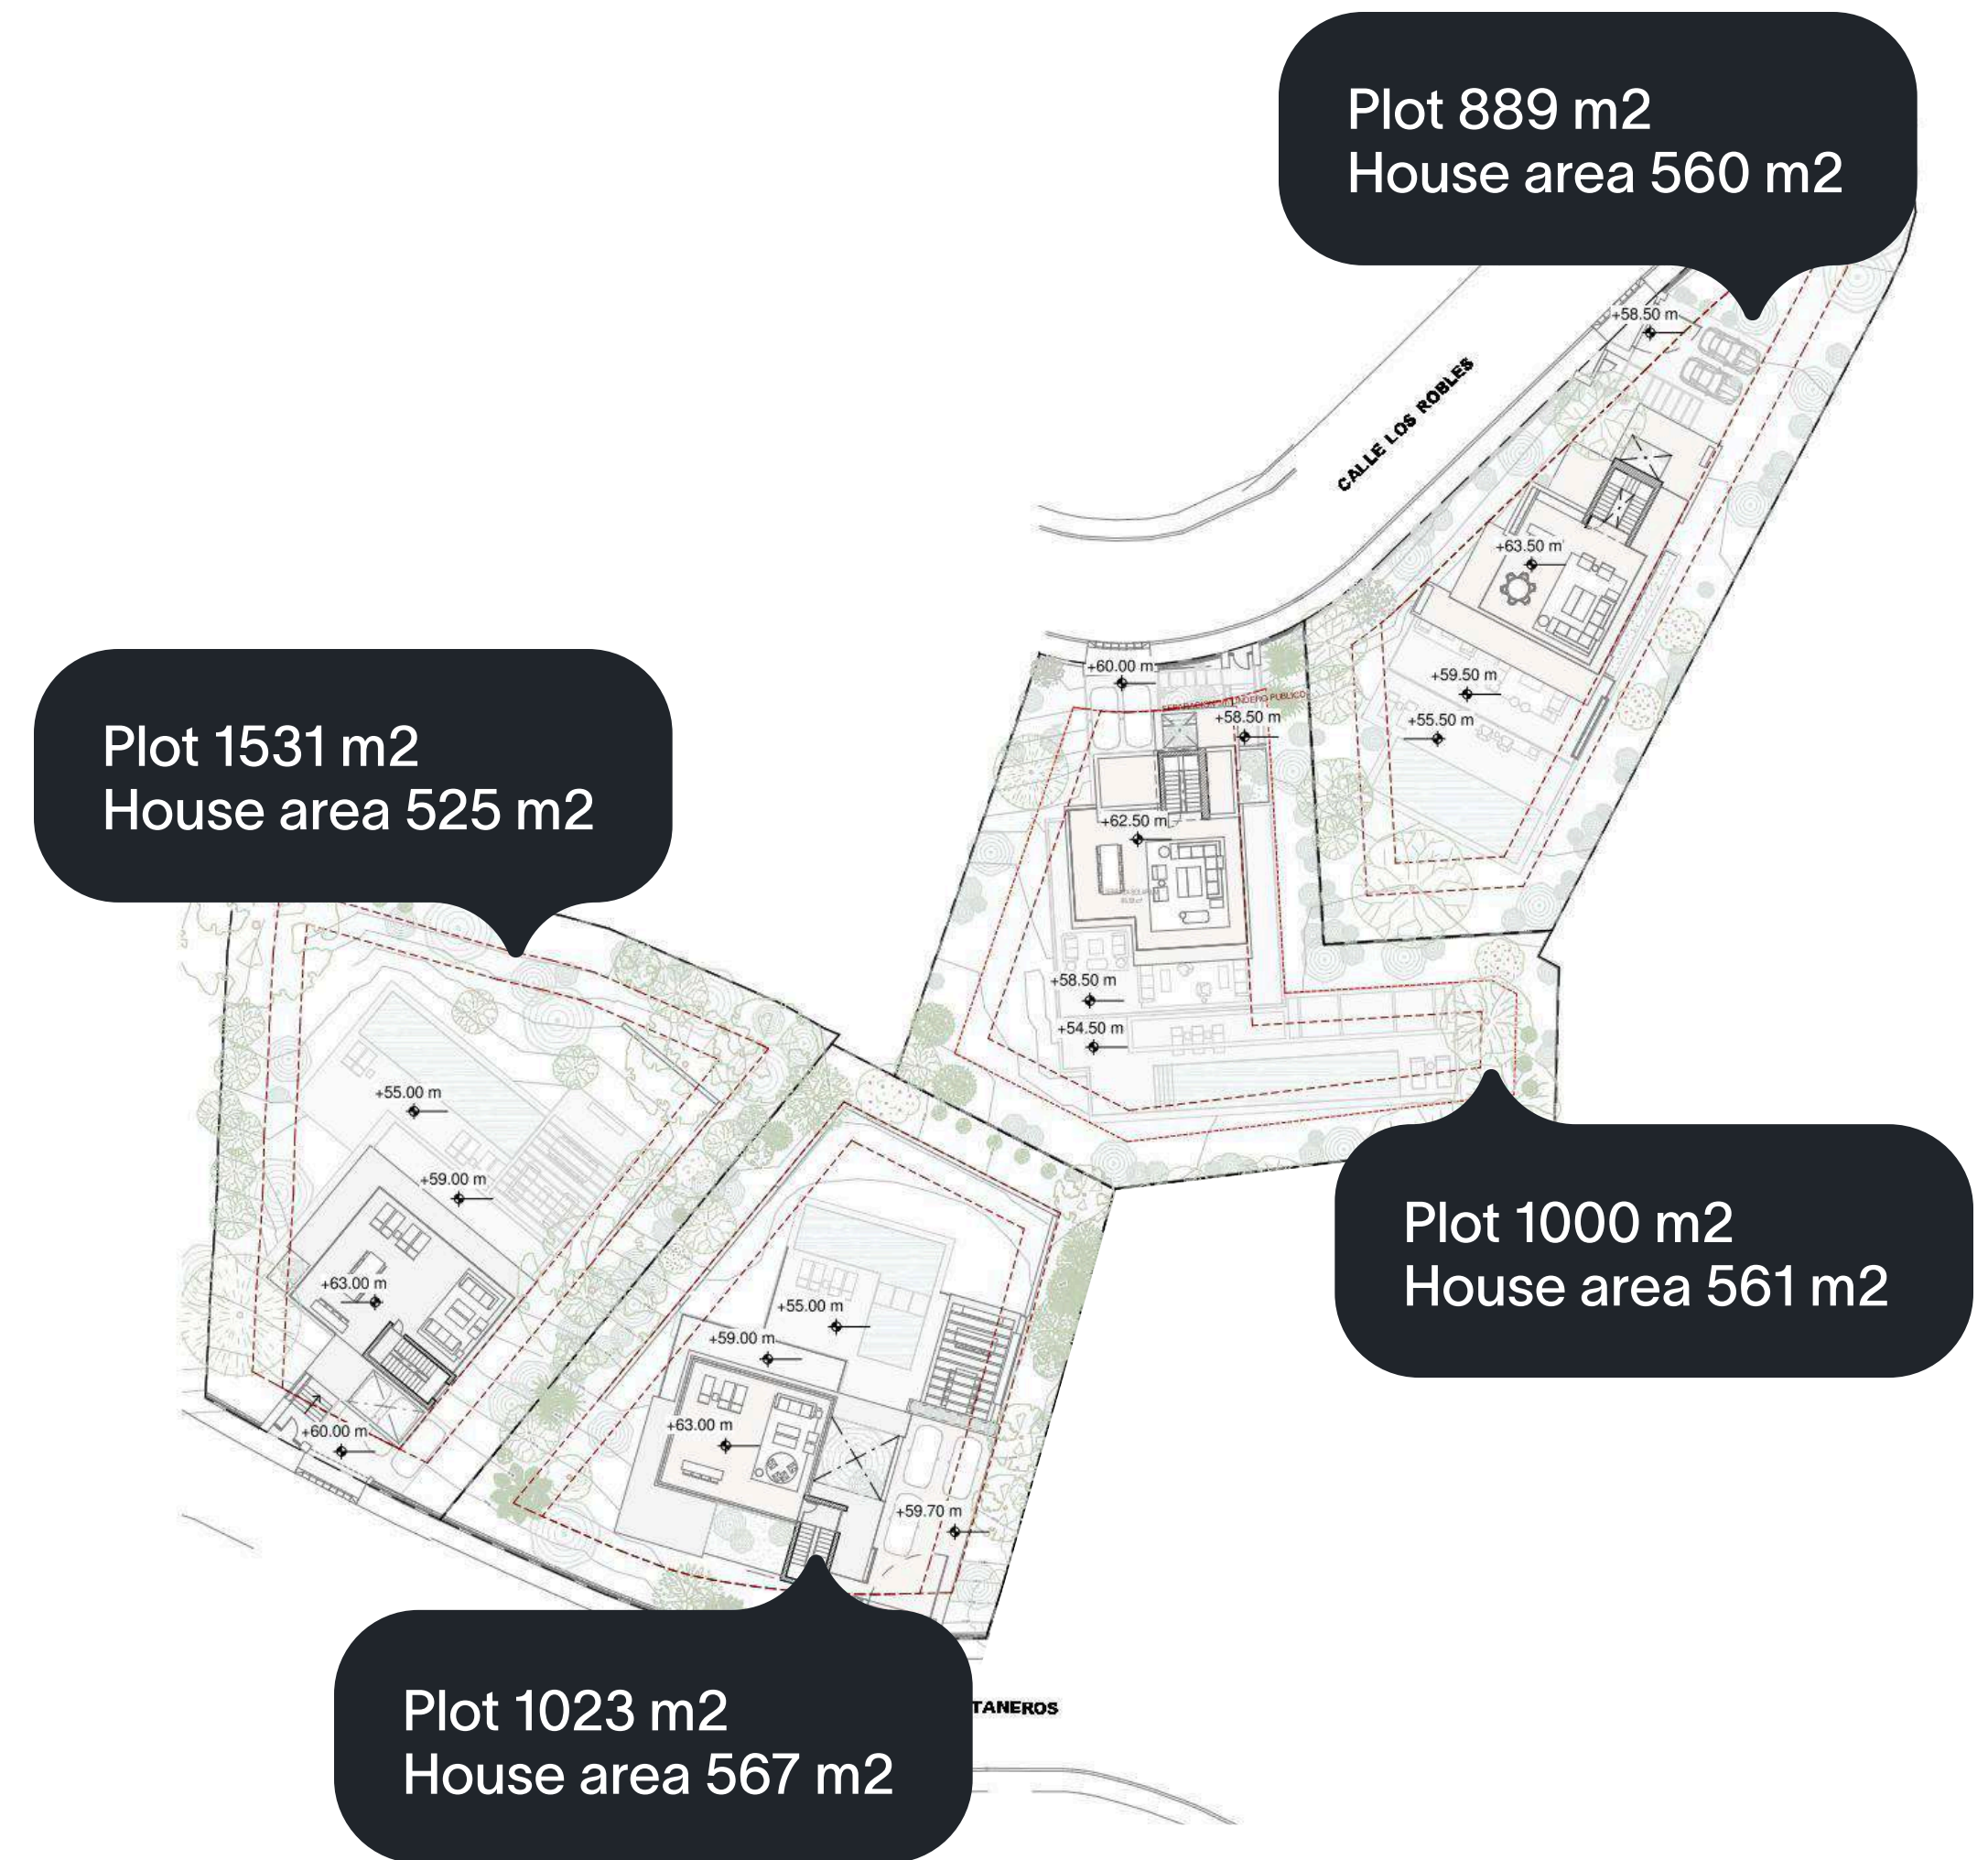 Plot 889 m2
House area 560 m2
+58.50 m
CALLE LOS ROBLES
+63.50 m
+59.50 m
+55.50 m
+60.00 m
+58.50 m
+62.50 m
+58.50 m
+54.50 m
Plot 1531 m2
House area 525 m2
+55.00 m
+59.00 m
+63.00 m
+60.00 m
Plot 1000 m2
House area 561 m2
+55.00 m
+59.00 m
+63.00 m
+59.70 m
Plot 1023 m2
House area 567 m2
TANEROS